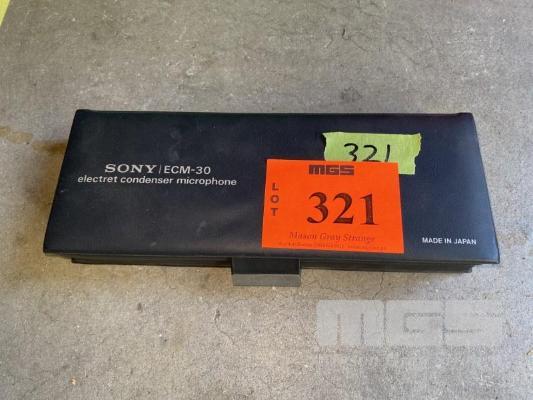 SONY | ECM-30
electret condenser microphone
321
MGS
LOT
321
Mason Gray Strange
MADE IN JAPAN
MGS